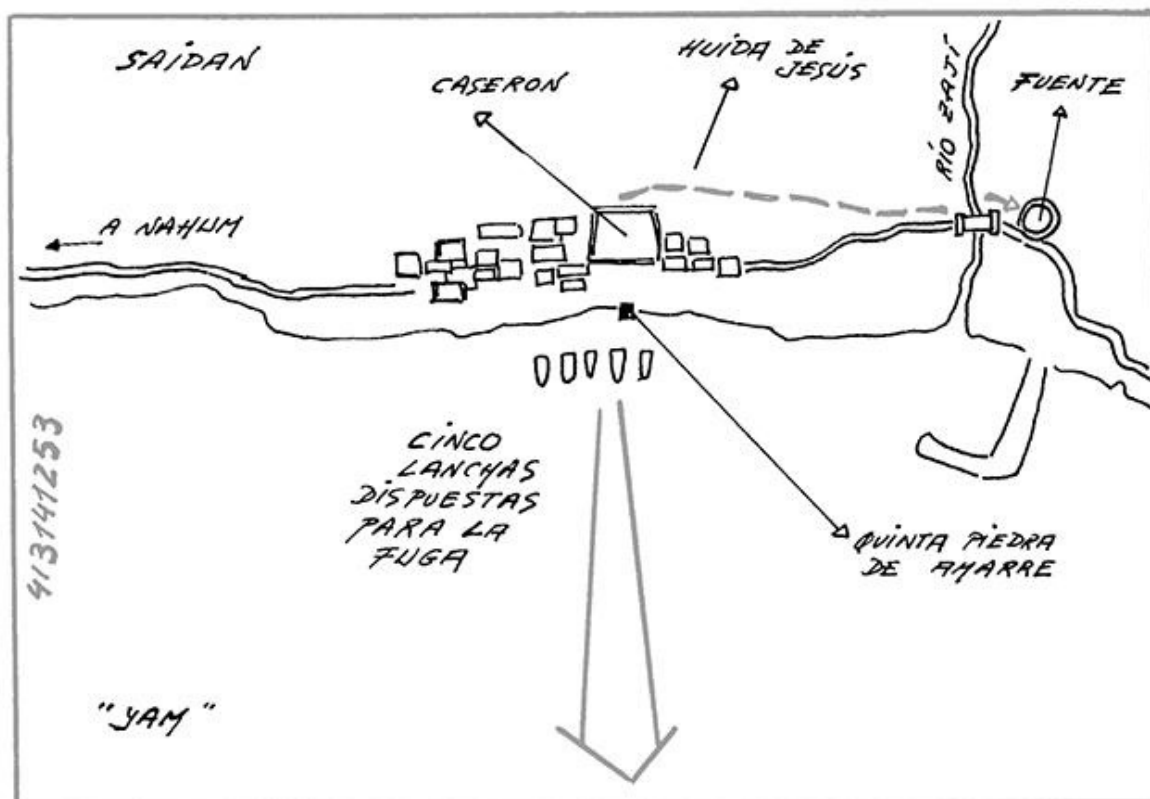 SAIDAN
HUIDA DE
JESÚS
CASERON
RÍO ZAJÍ
FUENTE
A NAHUM
CINCO
LANCHAS
DISPUESTAS
PARA LA
FUGA
QUINTA PIEDRA
DE AMARRE
413141253
"YAM"